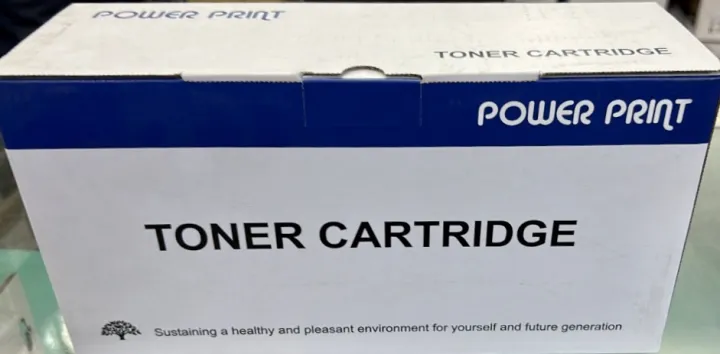 POWER PRINT
TONER CARTRIDGE
POWER PRINT
TONER CARTRIDGE
Sustaining a healthy and pleasant environment for yourself and future generation